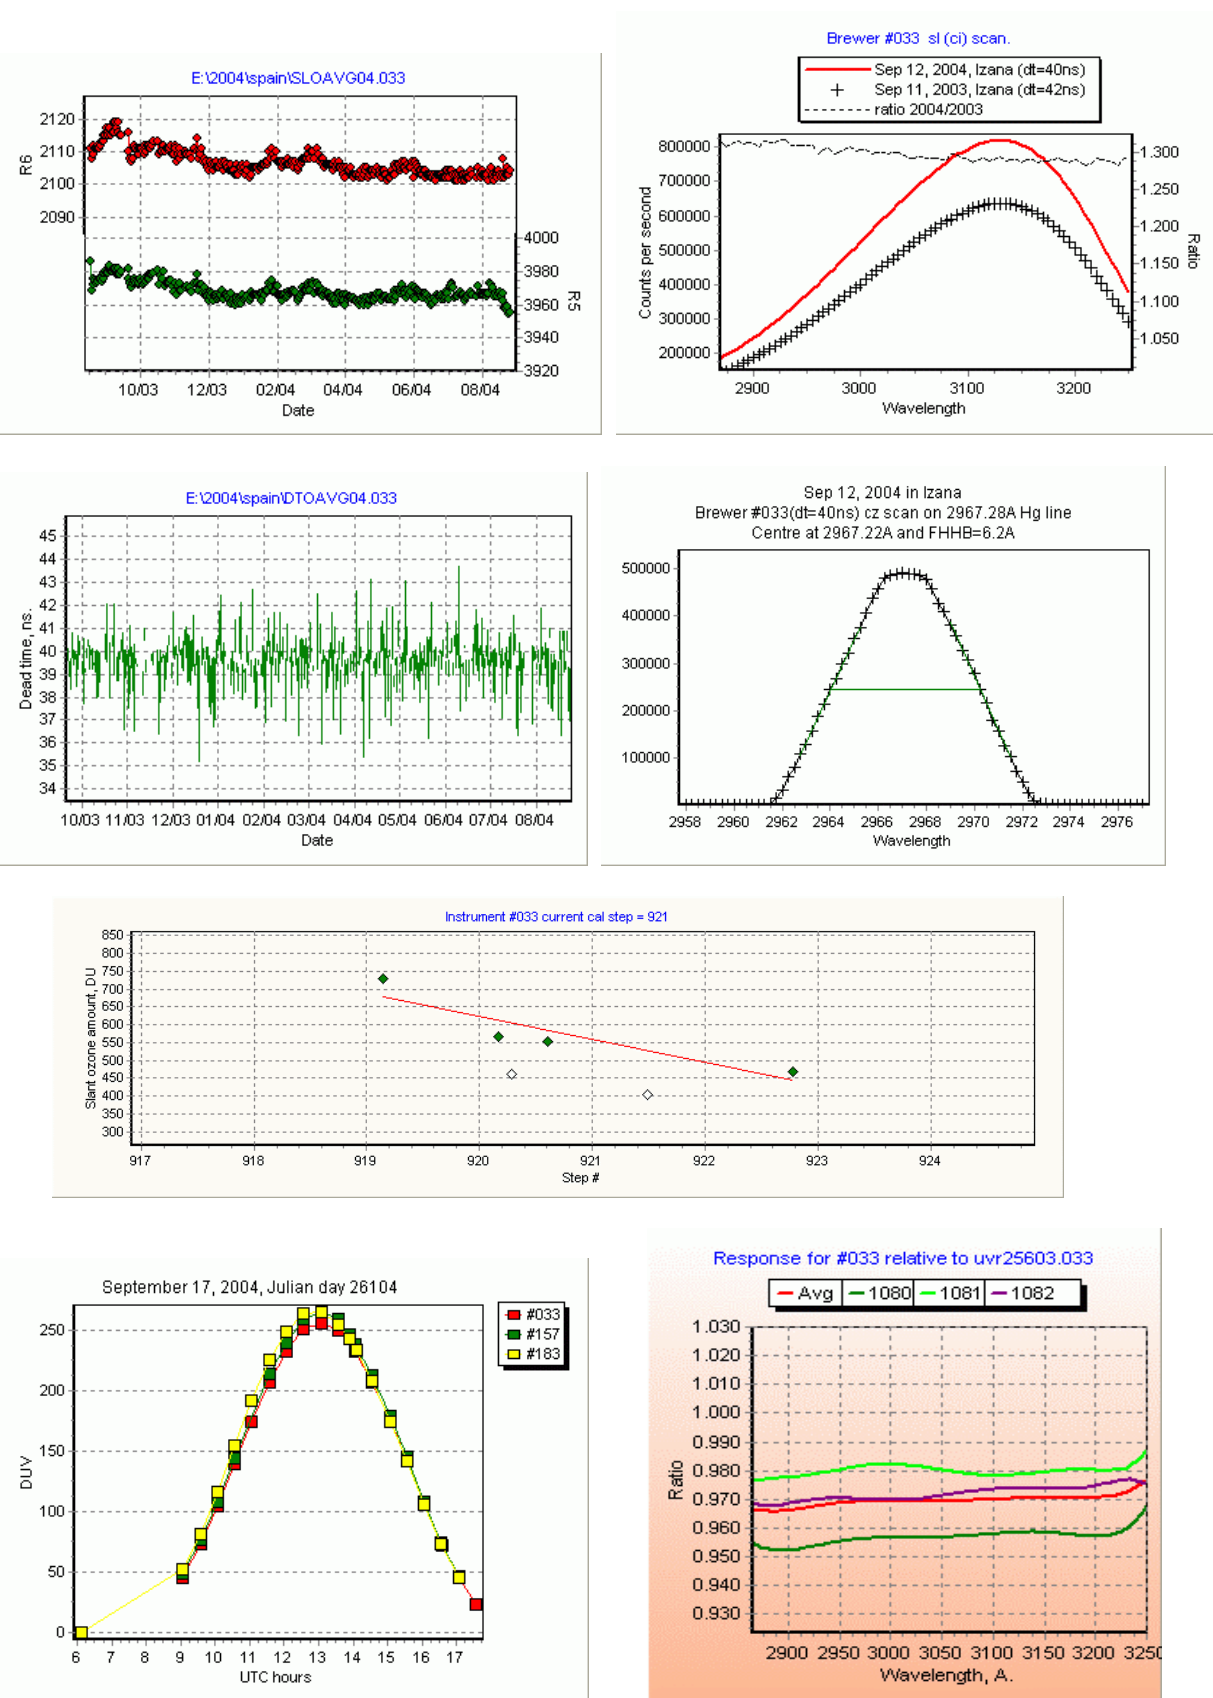 E:\2004\spain\SLOAVG04.033
R6
2120
2110
2100
2090
4000
3980
3960
3940
3920
R5
10/03 12/03 02/04 04/04 06/04 08/04
Date
Brewer #033 sl (ci) scan.
Sep 12, 2004, Izana (dt=40ns)
Sep 11, 2003, Izana (dt=42ns)
ratio 2004/2003
Counts per second
800000
700000
600000
500000
400000
300000
200000
1.300
1.250
1.200
1.150
1.100
1.050
Ratio
2900 3000 3100 3200
Wavelength
E:\2004\spain\DTOAVG04.033
Dead time, ns.
45
44
43
42
41
40
39
38
37
36
35
34
10/03 11/03 12/03 01/04 02/04 03/04 04/04 05/04 06/04 07/04 08/04
Date
Sep 12, 2004 in Izana
Brewer #033(dt=40ns) cz scan on 2967.28A Hg line
Centre at 2967.22A and FHHB=6.2A
500000
400000
300000
200000
100000
2958 2960 2962 2964 2966 2968 2970 2972 2974 2976
Wavelength
Instrument #033 current cal step = 921
Slant ozone amount, DU
850
800
750
700
650
600
550
500
450
400
350
300
917 918 919 920 921 922 923 924
Step #
September 17, 2004, Julian day 26104
#033
#157
#183
DUV
250
200
150
100
50
0
6 7 8 9 10 11 12 13 14 15 16 17
UTC hours
Response for #033 relative to uvr25603.033
Avg 1080 1081 1082
Ratio
1.030
1.020
1.010
1.000
0.990
0.980
0.970
0.960
0.950
0.940
0.930
2900 2950 3000 3050 3100 3150 3200 3250
Wavelength, A.